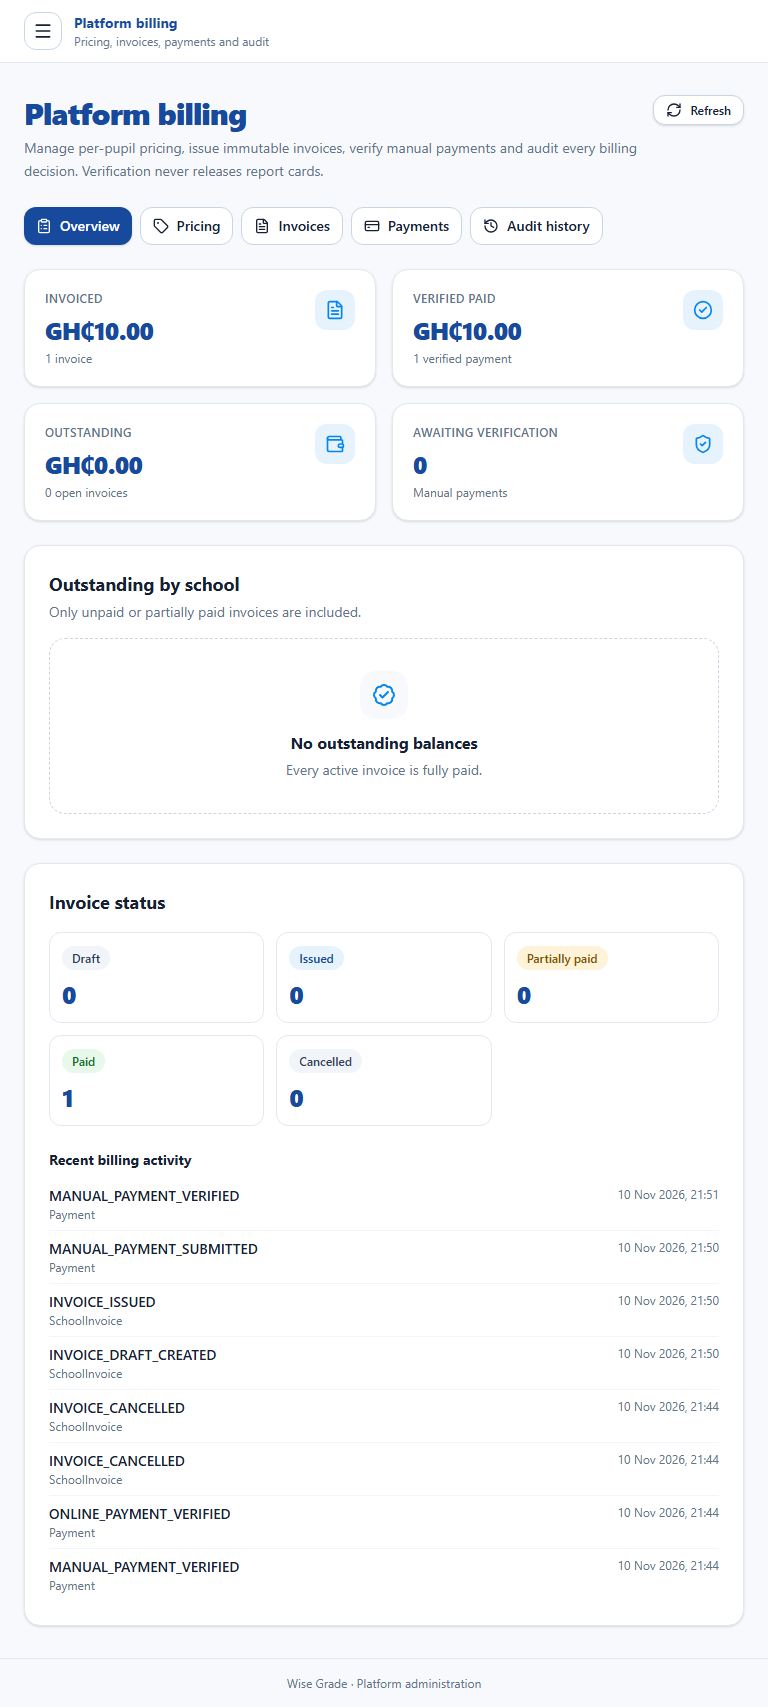 Platform billing
Pricing, invoices, payments and audit
Platform billing
Refresh
Manage per-pupil pricing, issue immutable invoices, verify manual payments and audit every billing
decision. Verification never releases report cards.
Overview
Pricing
Invoices
Payments
Audit history
INVOICED
GH₵10.00
1 invoice
VERIFIED PAID
GH₵10.00
1 verified payment
OUTSTANDING
GH₵0.00
0 open invoices
AWAITING VERIFICATION
0
Manual payments
Outstanding by school
Only unpaid or partially paid invoices are included.
No outstanding balances
Every active invoice is fully paid.
Invoice status
Draft
0
Issued
0
Partially paid
0
Paid
1
Cancelled
0
Recent billing activity
MANUAL_PAYMENT_VERIFIED
10 Nov 2026, 21:51
Payment
MANUAL_PAYMENT_SUBMITTED
10 Nov 2026, 21:50
Payment
INVOICE_ISSUED
10 Nov 2026, 21:50
SchoolInvoice
INVOICE_DRAFT_CREATED
10 Nov 2026, 21:50
SchoolInvoice
INVOICE_CANCELLED
10 Nov 2026, 21:44
SchoolInvoice
INVOICE_CANCELLED
10 Nov 2026, 21:44
SchoolInvoice
ONLINE_PAYMENT_VERIFIED
10 Nov 2026, 21:44
Payment
MANUAL_PAYMENT_VERIFIED
10 Nov 2026, 21:44
Payment
Wise Grade · Platform administration